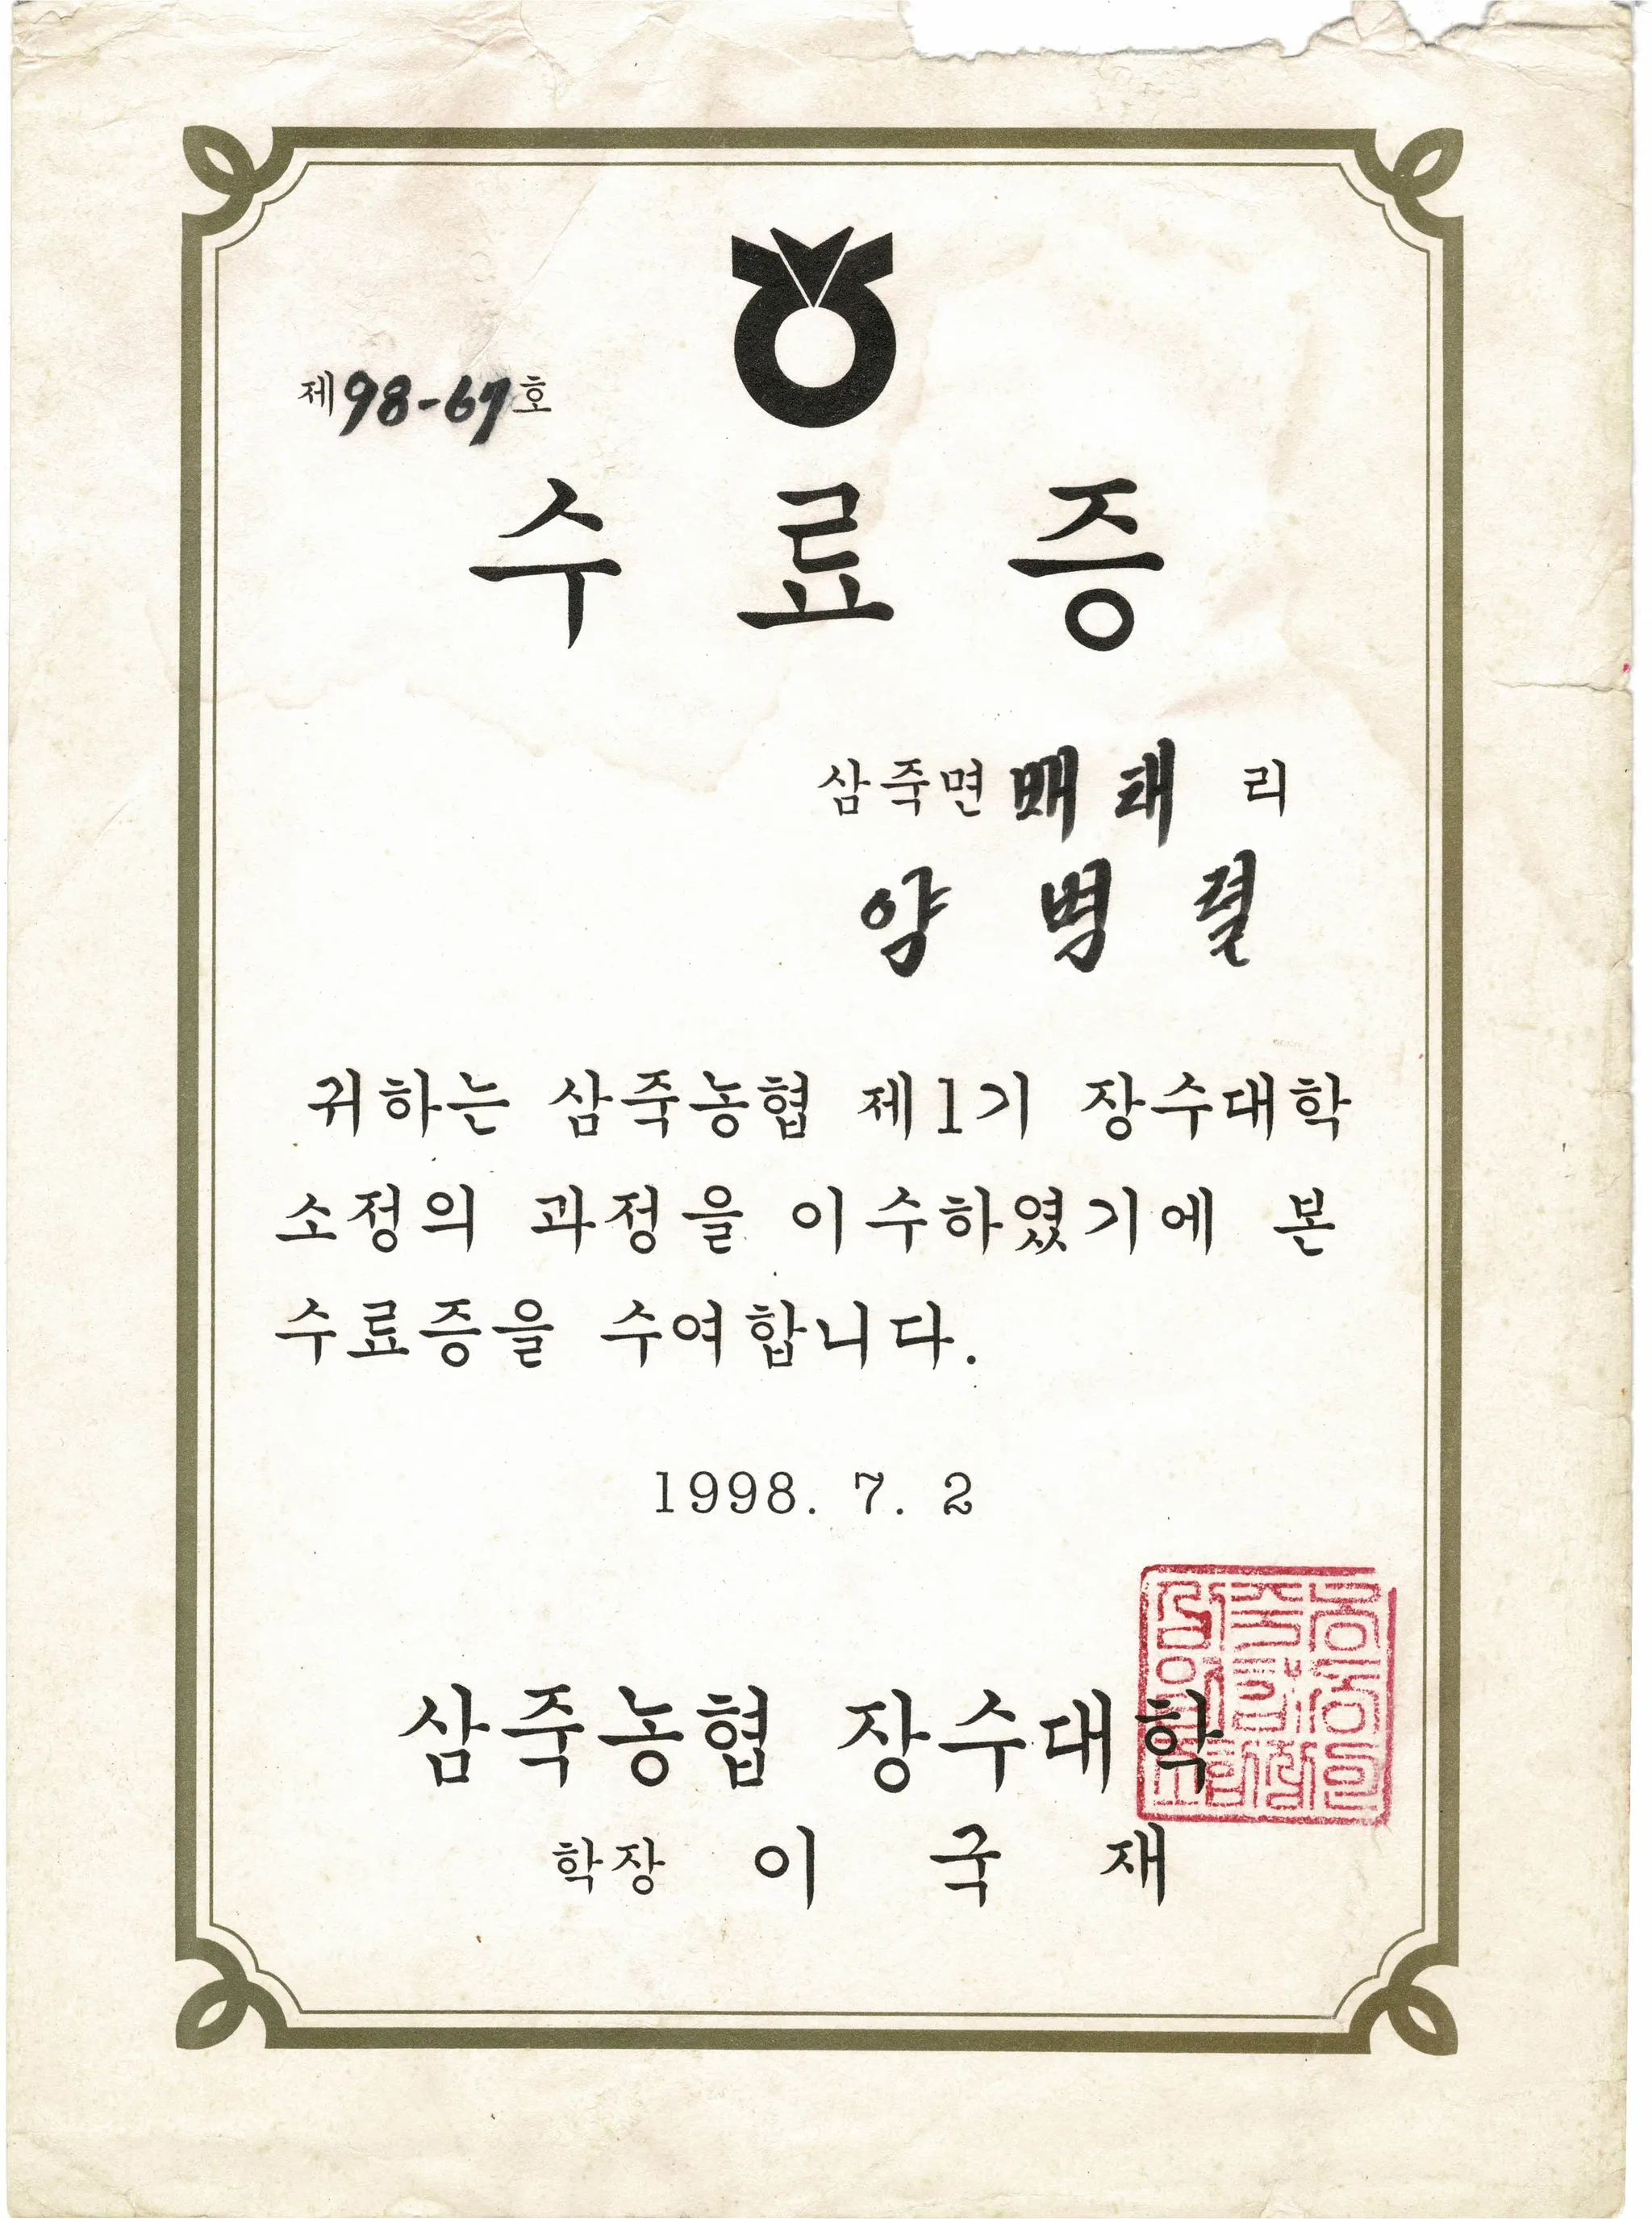 제98-67호
수료증
삼죽면 배태리
양병렬
귀하는 삼죽농협 제1기 장수대학
소정의 과정을 이수하였기에 본
수료증을 수여합니다.
1998. 7. 2
삼죽농협 장수대학
학장 이국재